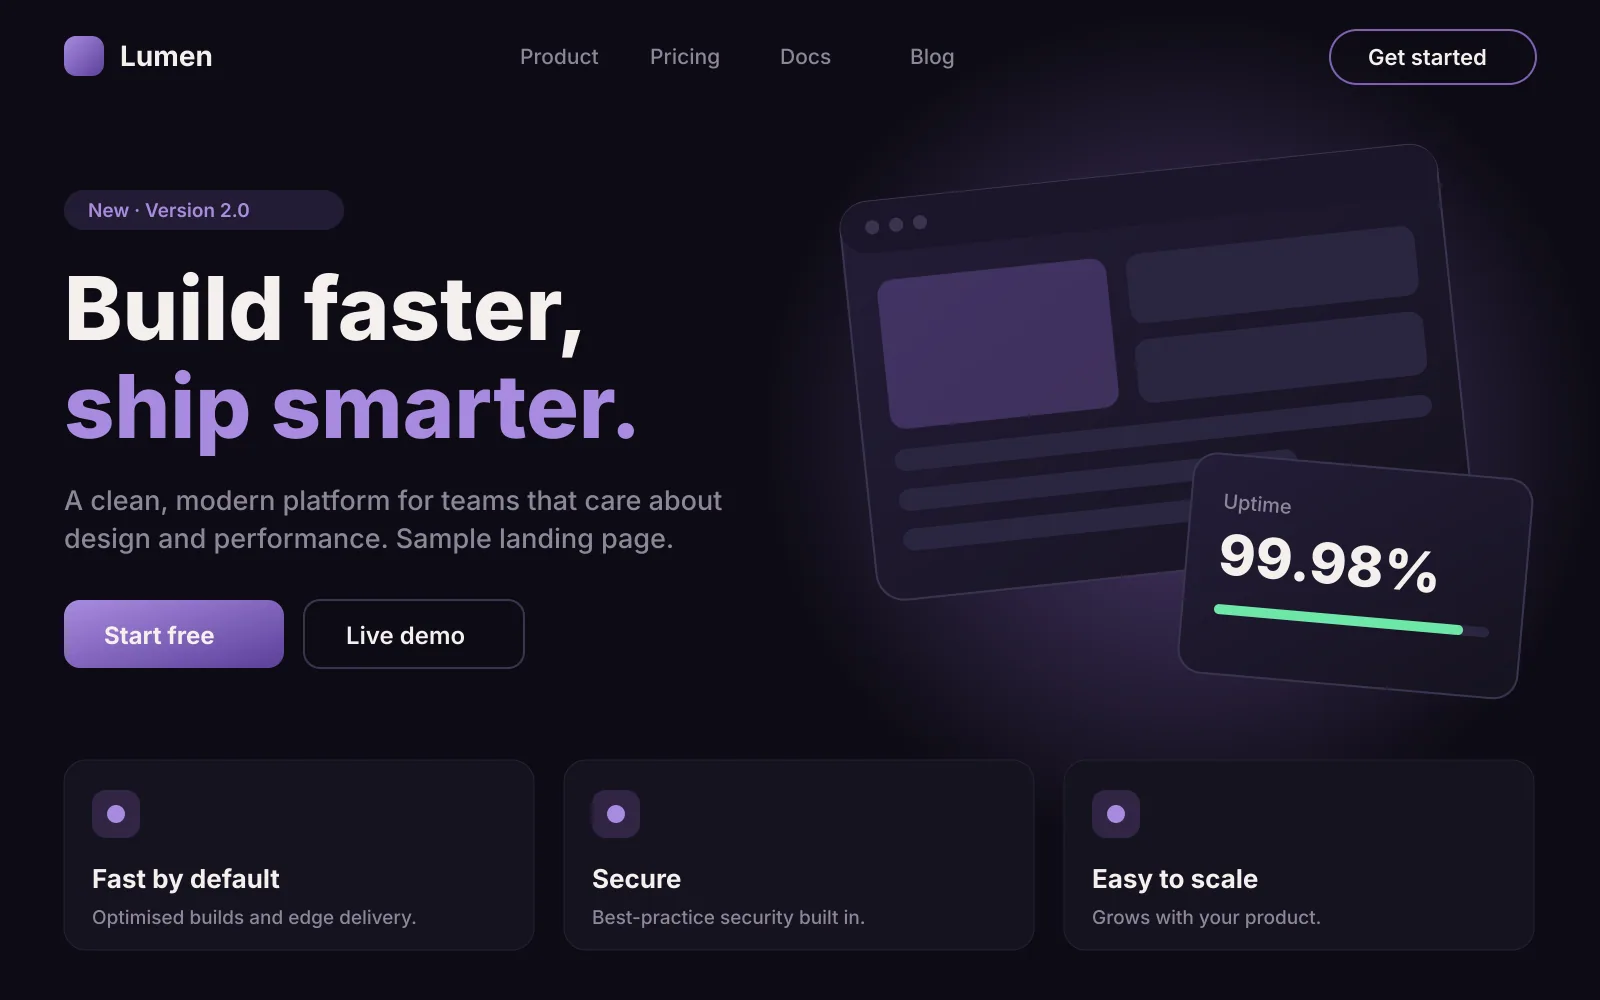 Lumen
Product
Pricing
Docs
Blog
Get started
New · Version 2.0
Build faster,
ship smarter.
A clean, modern platform for teams that care about
design and performance. Sample landing page.
Start free
Live demo
Uptime
99.98%
Fast by default
Optimised builds and edge delivery.
Secure
Best-practice security built in.
Easy to scale
Grows with your product.